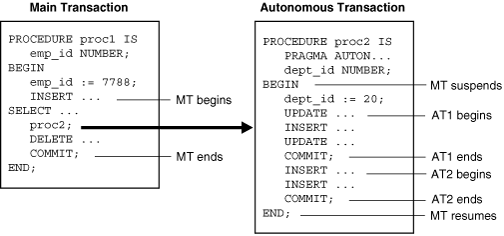 Main Transaction
PROCEDURE proc1 IS
emp_id NUMBER;
BEGIN
emp_id := 7788;
INSERT ... MT begins
SELECT ...
proc2;
DELETE ...
COMMIT; MT ends
END;
Autonomous Transaction
PROCEDURE proc2 IS
PRAGMA AUTON...
dept_id NUMBER;
BEGIN MT suspends
dept_id := 20;
UPDATE ... AT1 begins
INSERT ...
UPDATE ...
COMMIT; AT1 ends
INSERT ... AT2 begins
INSERT ...
COMMIT; AT2 ends
END; MT resumes